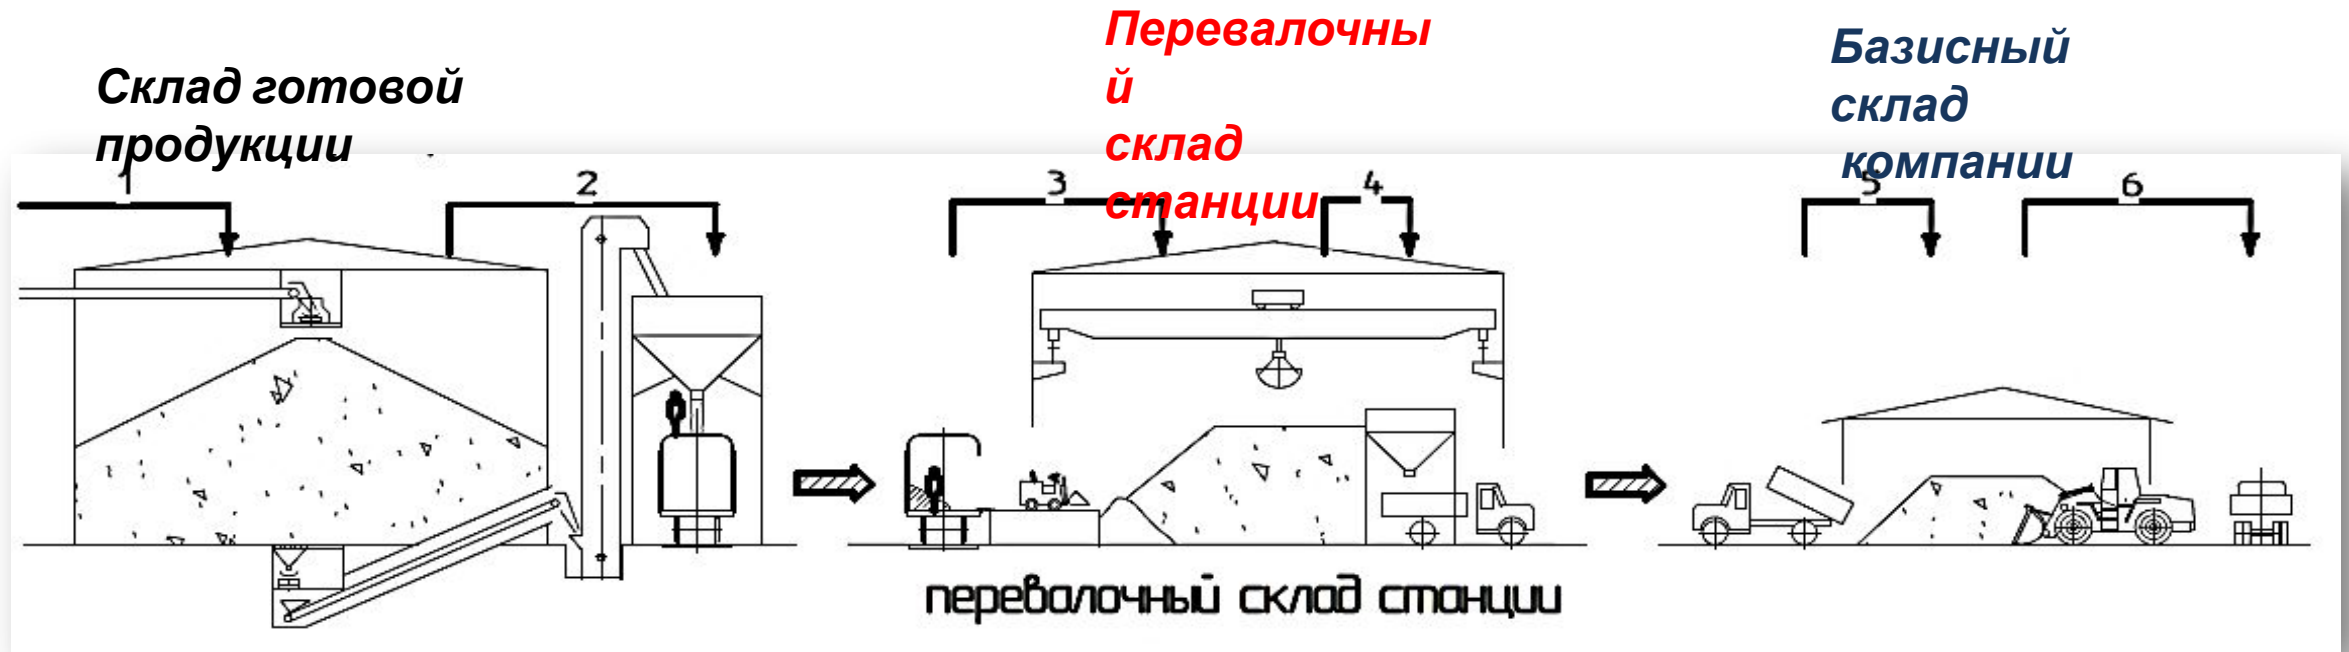 Склад готовой
продукции
Перевалочны
й
склад
станции
Базисный
склад
компании
1
2
3
4
5
6
перевалочный склад станции